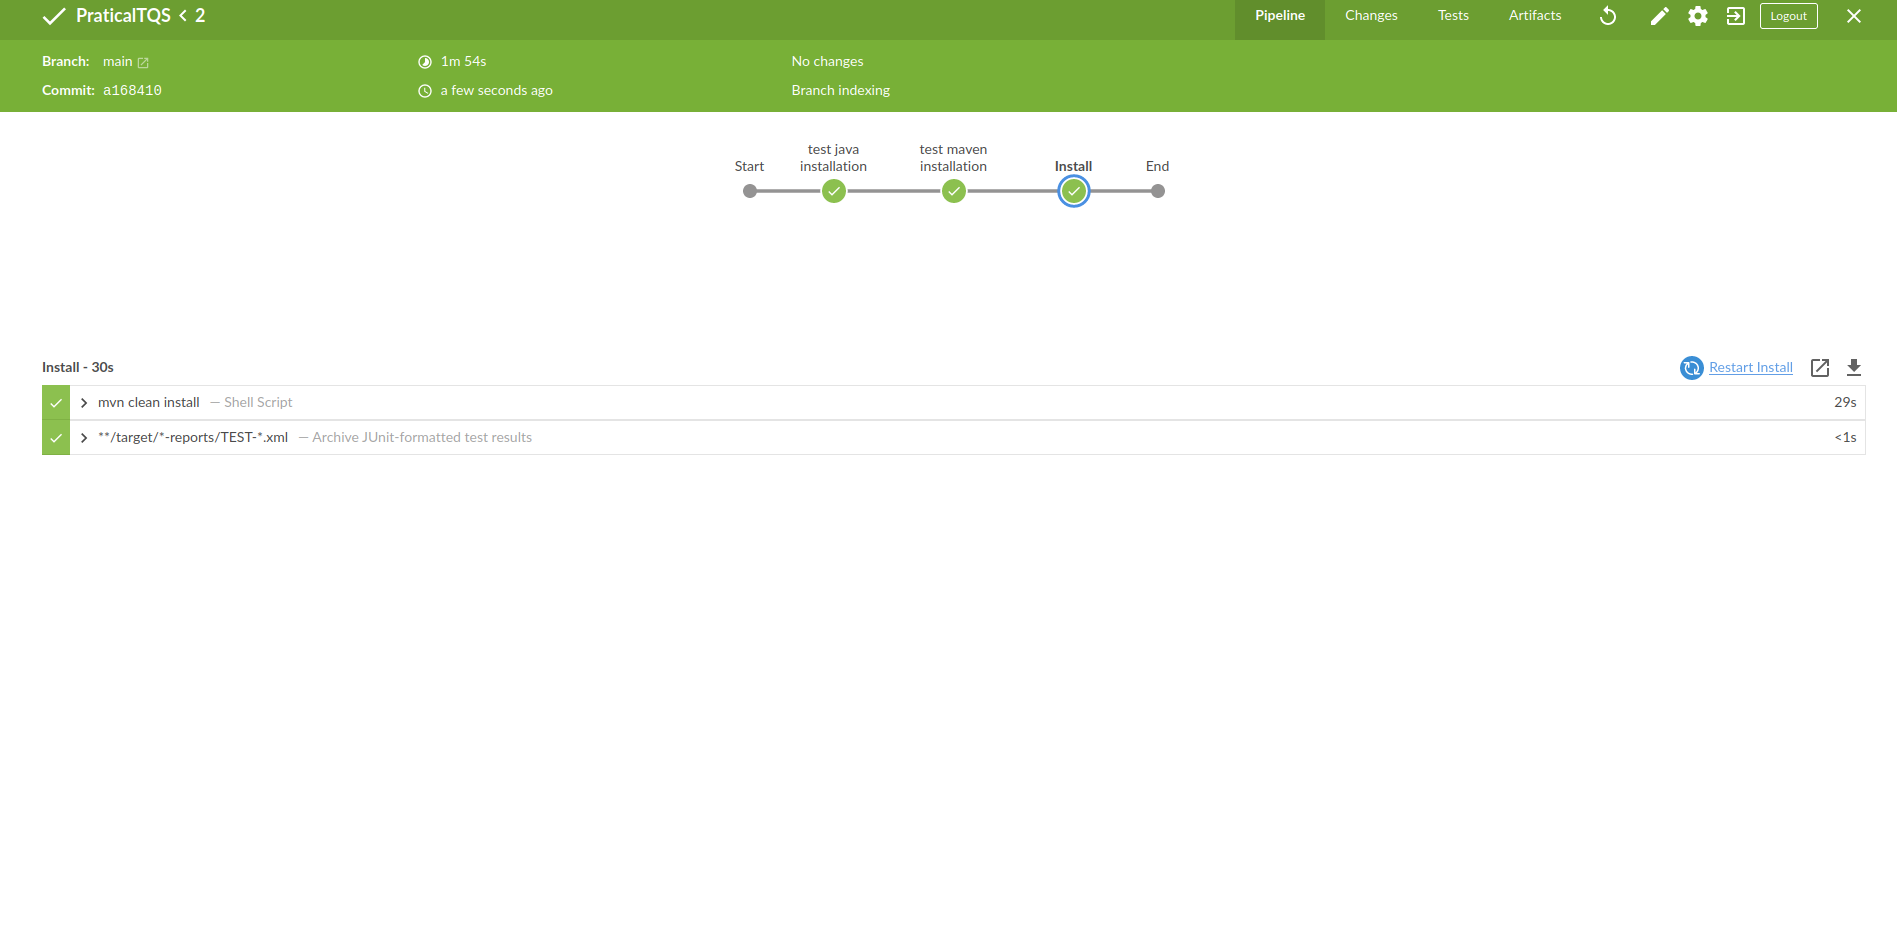 PraticalTQS < 2
Pipeline Changes Tests Artifacts Logout
Branch: main 1m 54s No changes
Commit: a168410 a few seconds ago Branch indexing
Start test java installation test maven installation Install End
Install - 30s Restart Install
mvn clean install — Shell Script 29s
**/target/*-reports/TEST-*.xml — Archive JUnit-formatted test results <1s